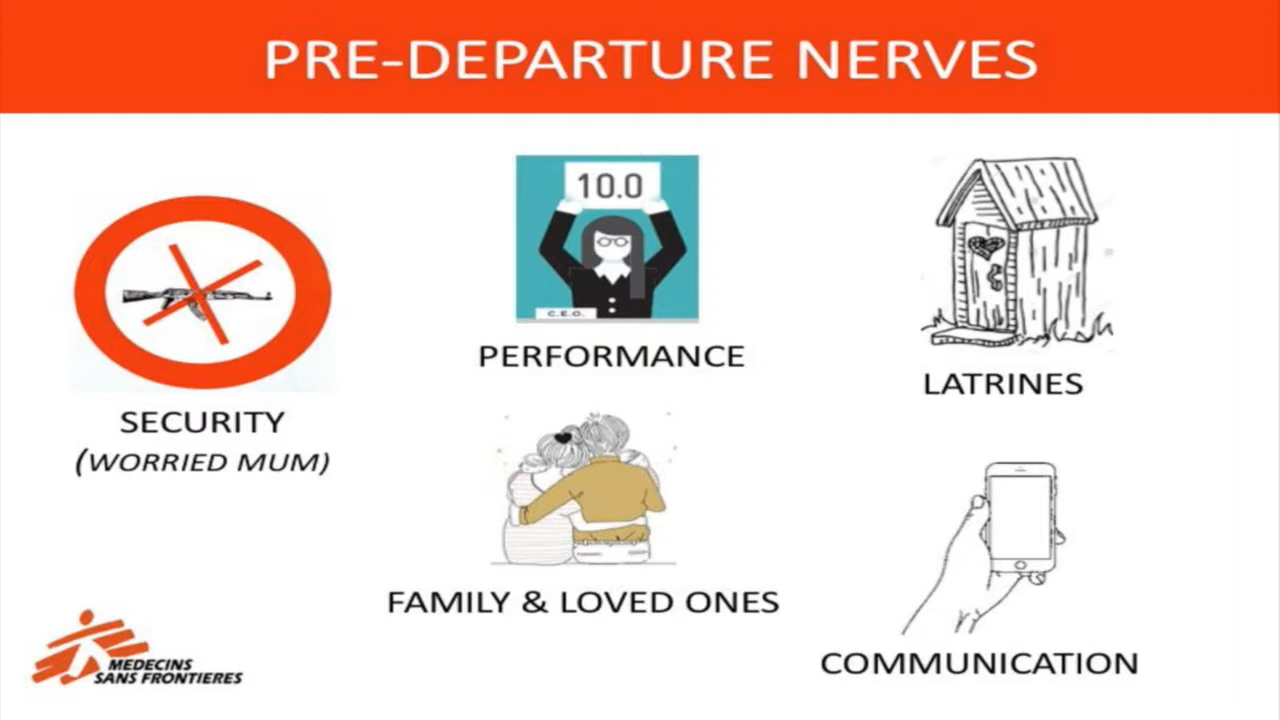 PRE-DEPARTURE NERVES
10.0
C.E.O.
PERFORMANCE
LATRINES
SECURITY
(WORRIED MUM)
FAMILY & LOVED ONES
COMMUNICATION
MEDECINS
SANS FRONTIERES